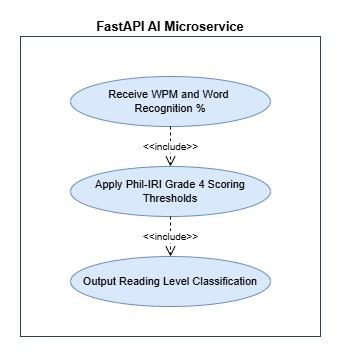 FastAPI AI Microservice
Receive WPM and Word
Recognition %
<<include>>
Apply Phil-IRI Grade 4 Scoring
Thresholds
<<include>>
Output Reading Level Classification